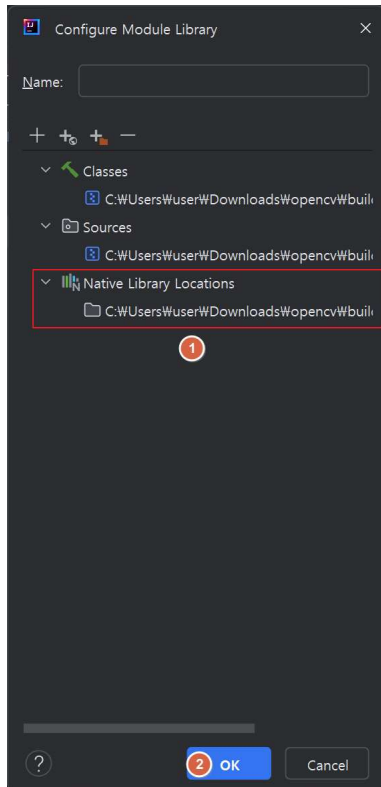 Configure Module Library
Name:
Classes
C:₩Users₩user₩Downloads₩opencv₩buil
Sources
C:₩Users₩user₩Downloads₩opencv₩buil
Native Library Locations
C:₩Users₩user₩Downloads₩opencv₩buil
1
? 2 OK Cancel